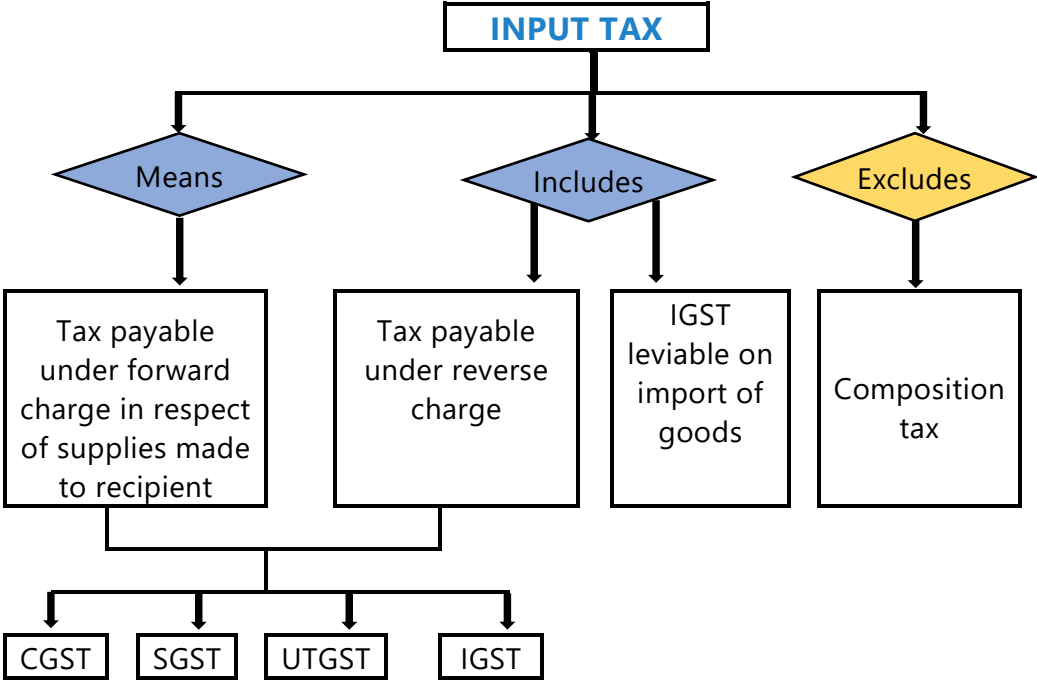 INPUT TAX
Means
Includes
Excludes
Tax payable
under forward
charge in respect
of supplies made
to recipient
Tax payable
under reverse
charge
IGST
leviable on
import of
goods
Composition
tax
CGST
SGST
UTGST
IGST